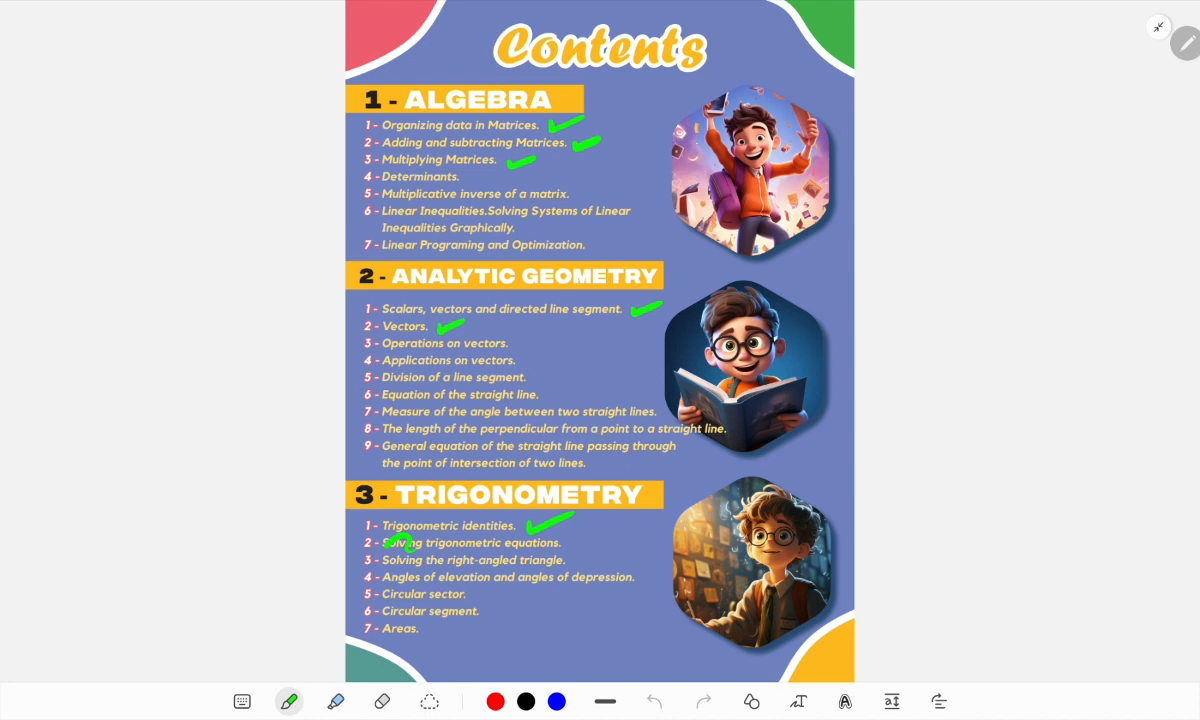 Contents
1 - ALGEBRA
1 - Organizing data in Matrices.
2 - Adding and subtracting Matrices.
3 - Multiplying Matrices.
4 - Determinants.
5 - Multiplicative inverse of a matrix.
6 - Linear Inequalities.Solving Systems of Linear
Inequalities Graphically.
7 - Linear Programing and Optimization.
2 - ANALYTIC GEOMETRY
1 - Scalars, vectors and directed line segment.
2 - Vectors.
3 - Operations on vectors.
4 - Applications on vectors.
5 - Division of a line segment.
6 - Equation of the straight line.
7 - Measure of the angle between two straight lines.
8 - The length of the perpendicular from a point to a straight line.
9 - General equation of the straight line passing through
the point of intersection of two lines.
3 - TRIGONOMETRY
1 - Trigonometric identities.
2 - Solving trigonometric equations.
3 - Solving the right-angled triangle.
4 - Angles of elevation and angles of depression.
5 - Circular sector.
6 - Circular segment.
7 - Areas.